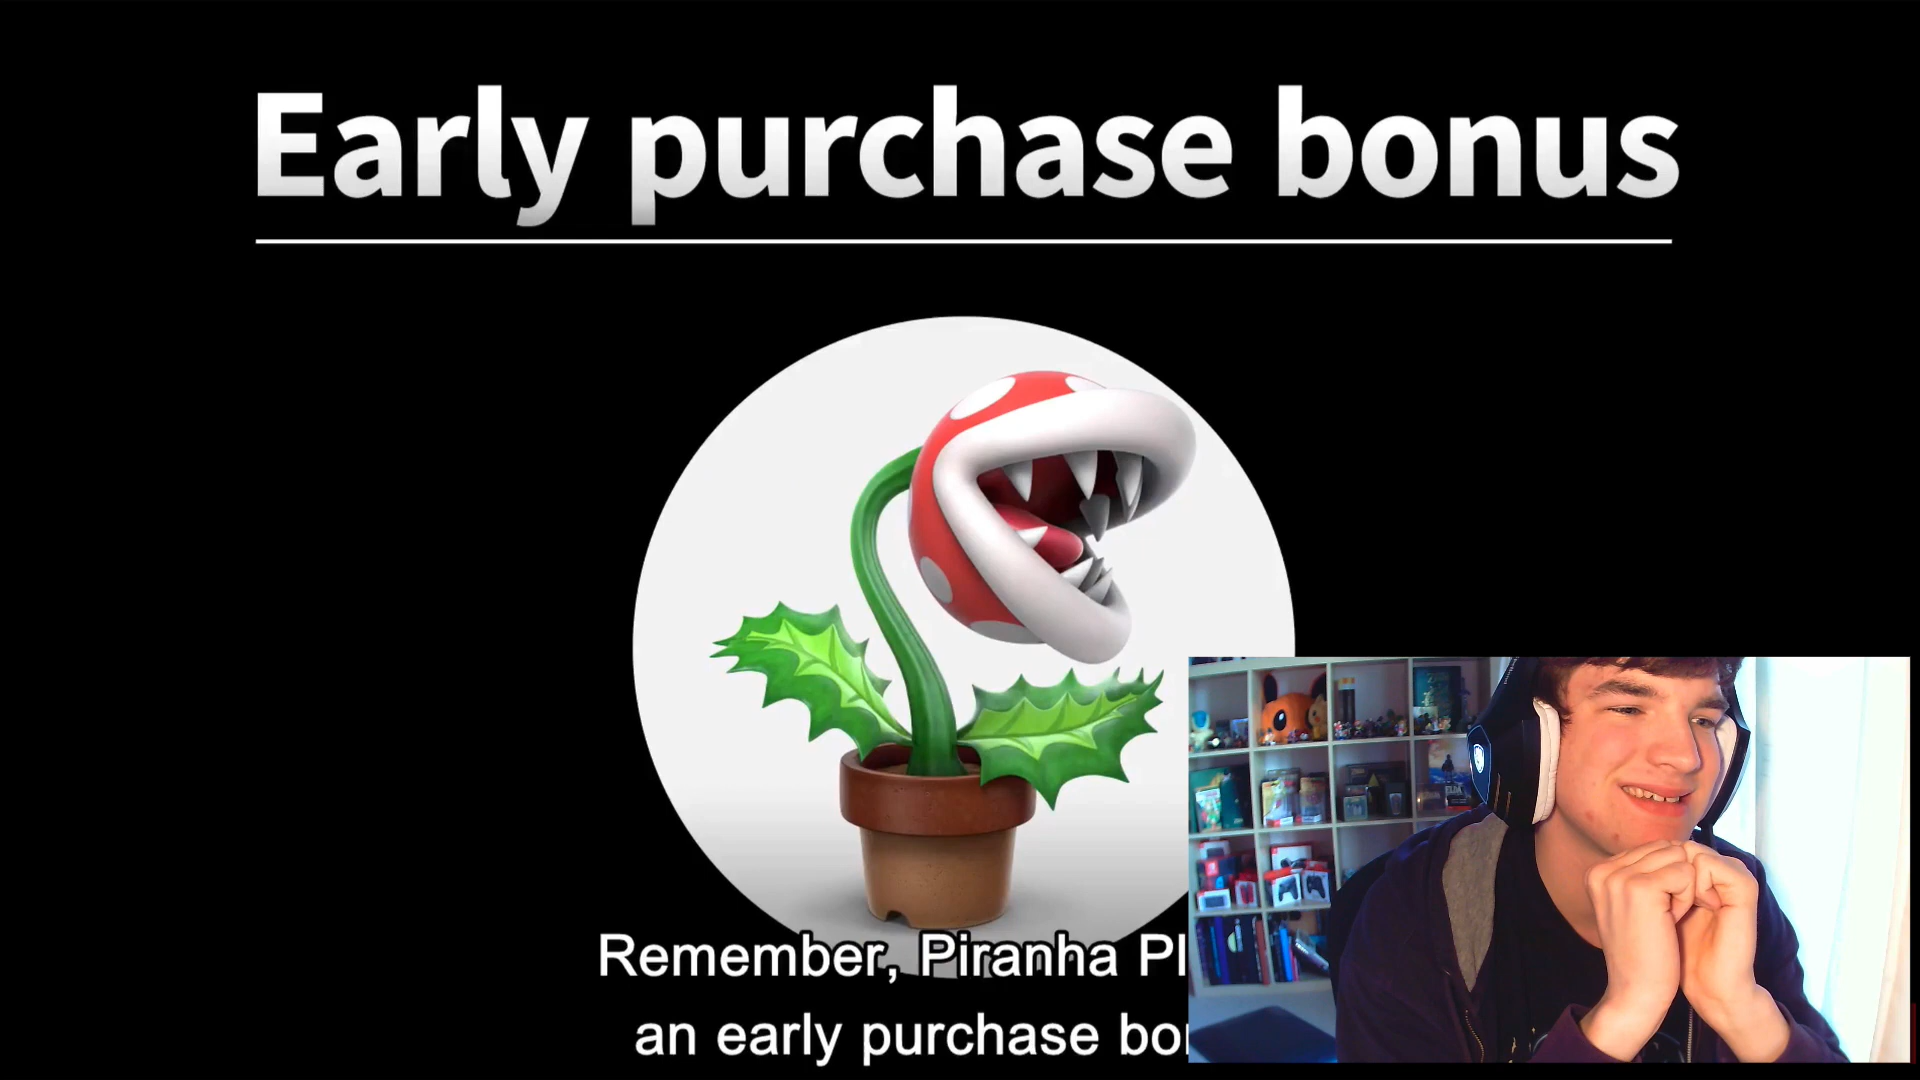 Early purchase bonus
Remember, Piranha Pl
an early purchase bo